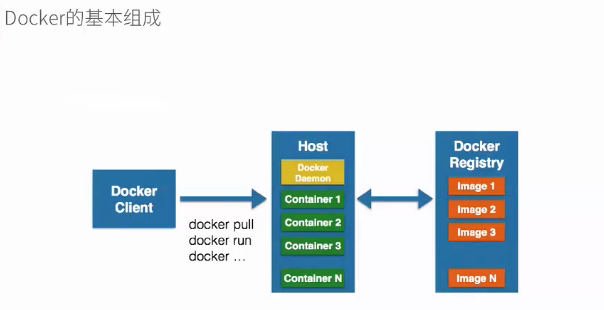 Docker的基本组成
Docker
Client
docker pull
docker run
docker ...
Host
Docker
Daemon
Container 1
Container 2
Container 3
Container N
Docker
Registry
Image 1
Image 2
Image 3
Image N